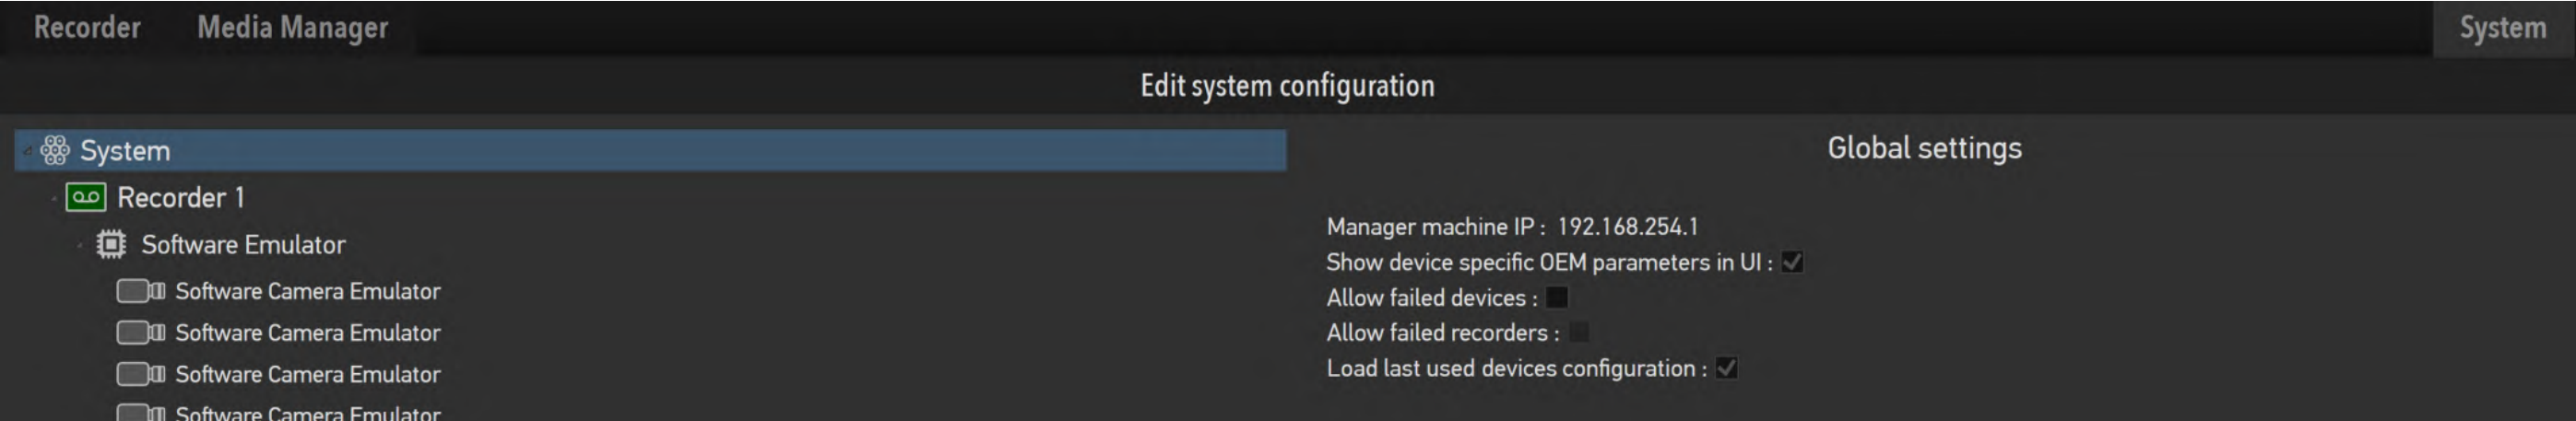 Recorder Media Manager System
Edit system configuration
System
Recorder 1
Software Emulator
Software Camera Emulator
Software Camera Emulator
Software Camera Emulator
Software Camera Emulator
Global settings
Manager machine IP : 192.168.254.1
Show device specific OEM parameters in UI :
Allow failed devices :
Allow failed recorders :
Load last used devices configuration :